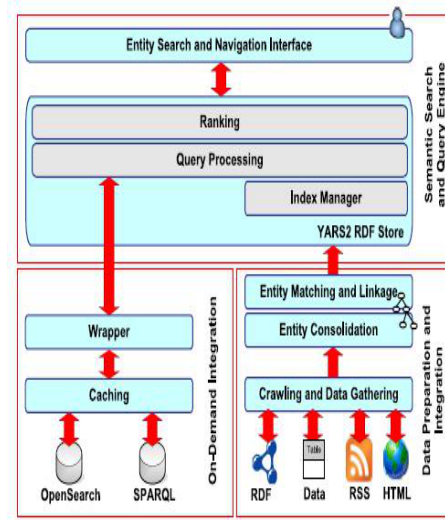 Entity Search and Navigation Interface
Ranking
Query Processing
Index Manager
YARS2 RDF Store
Semantic Search
and Query Engine
Wrapper
Caching
OpenSearch
SPARQL
On-Demand Integration
Entity Matching and Linkage
Entity Consolidation
Crawling and Data Gathering
Table
RDF
Data
RSS
HTML
Data Preparation and
Integration